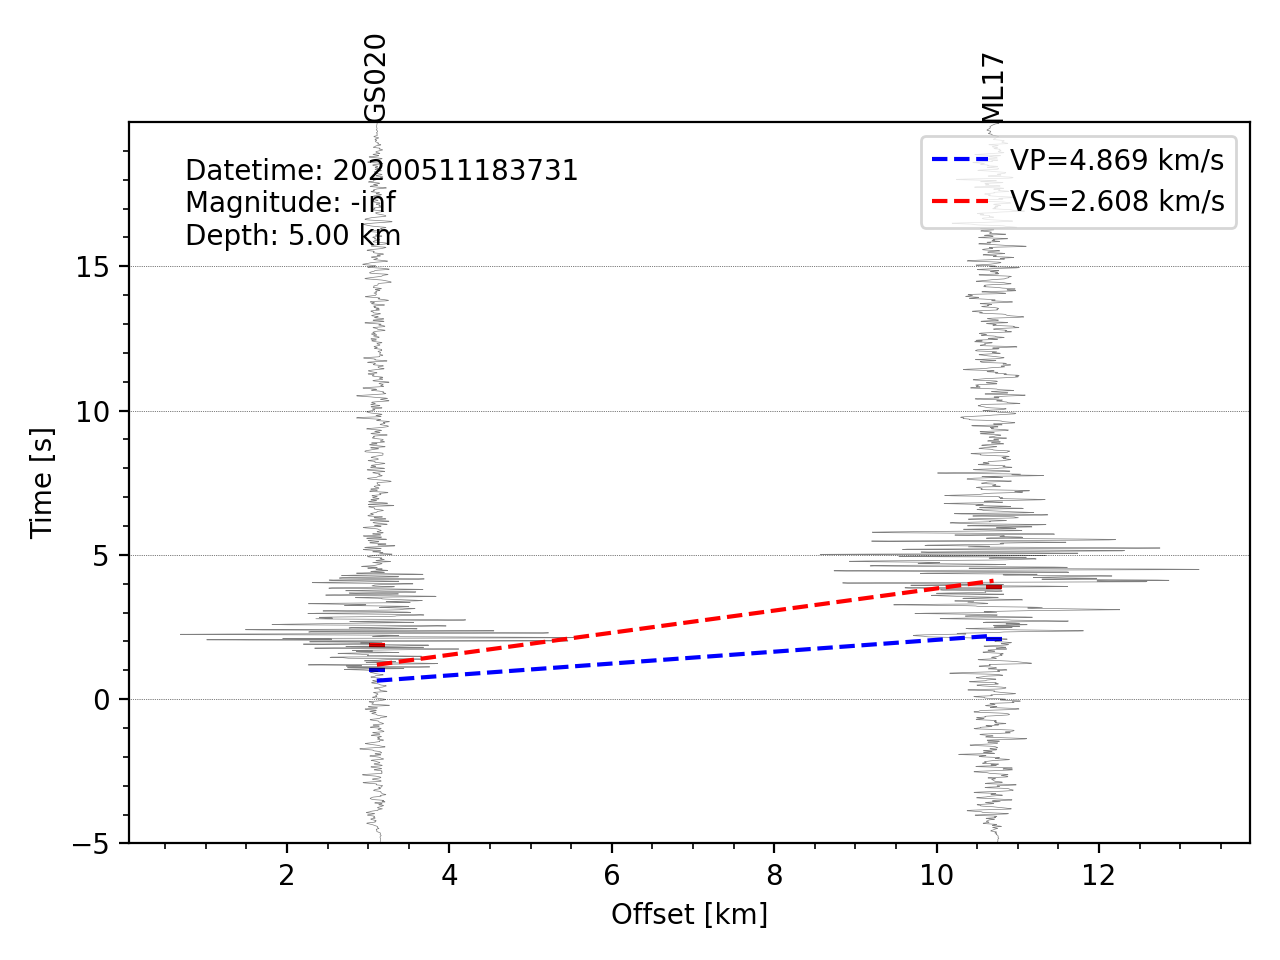 GS020
ML17
Datetime: 20200511183731
Magnitude: -inf
Depth: 5.00 km
VP=4.869 km/s
VS=2.608 km/s
Time [s]
15
10
5
0
−5
2 4 6 8 10 12
Offset [km]